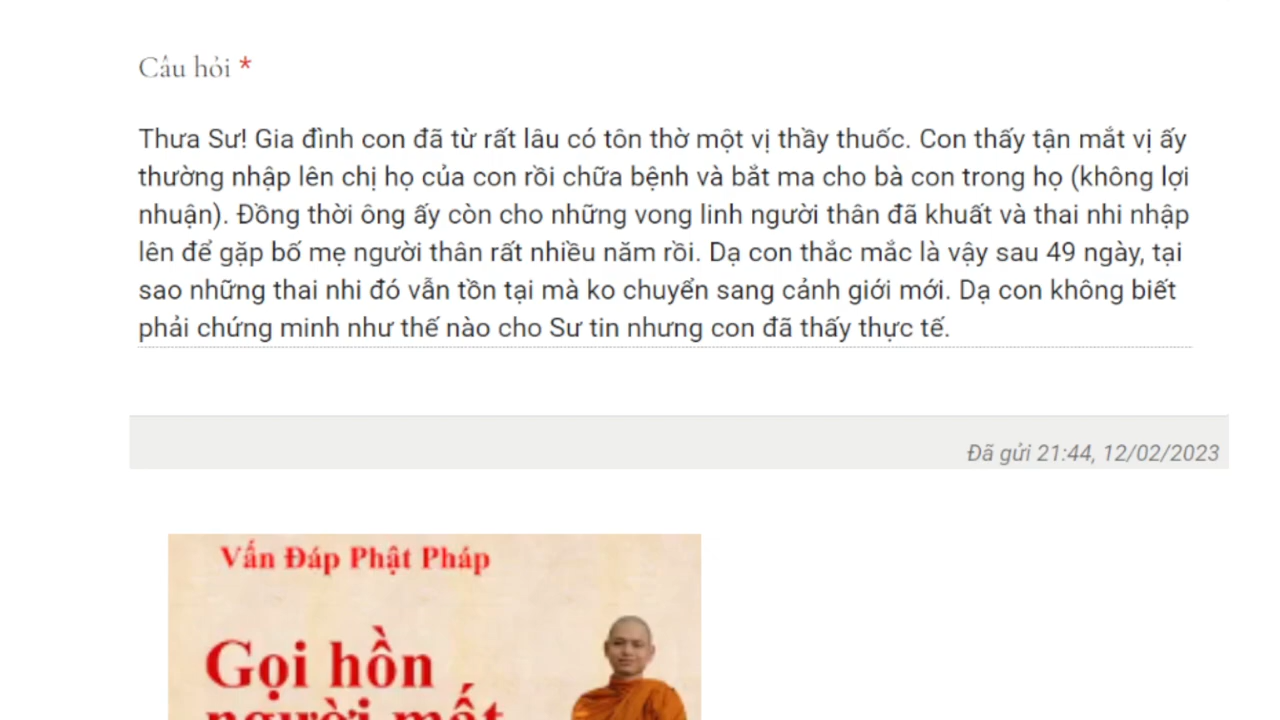 Câu hỏi *
Thưa Sư! Gia đình con đã từ rất lâu có tôn thờ một vị thầy thuốc. Con thấy tận mắt vị ấy
thường nhập lên chị họ của con rồi chữa bệnh và bắt ma cho bà con trong họ (không lợi
nhuận). Đồng thời ông ấy còn cho những vong linh người thân đã khuất và thai nhi nhập
lên để gặp bố mẹ người thân rất nhiều năm rồi. Dạ con thắc mắc là vậy sau 49 ngày, tại
sao những thai nhi đó vẫn tồn tại mà ko chuyển sang cảnh giới mới. Dạ con không biết
phải chứng minh như thế nào cho Sư tin nhưng con đã thấy thực tế.
Đã gửi 21:44, 12/02/2023
Vấn Đáp Phật Pháp
Gọi hồn
người mất